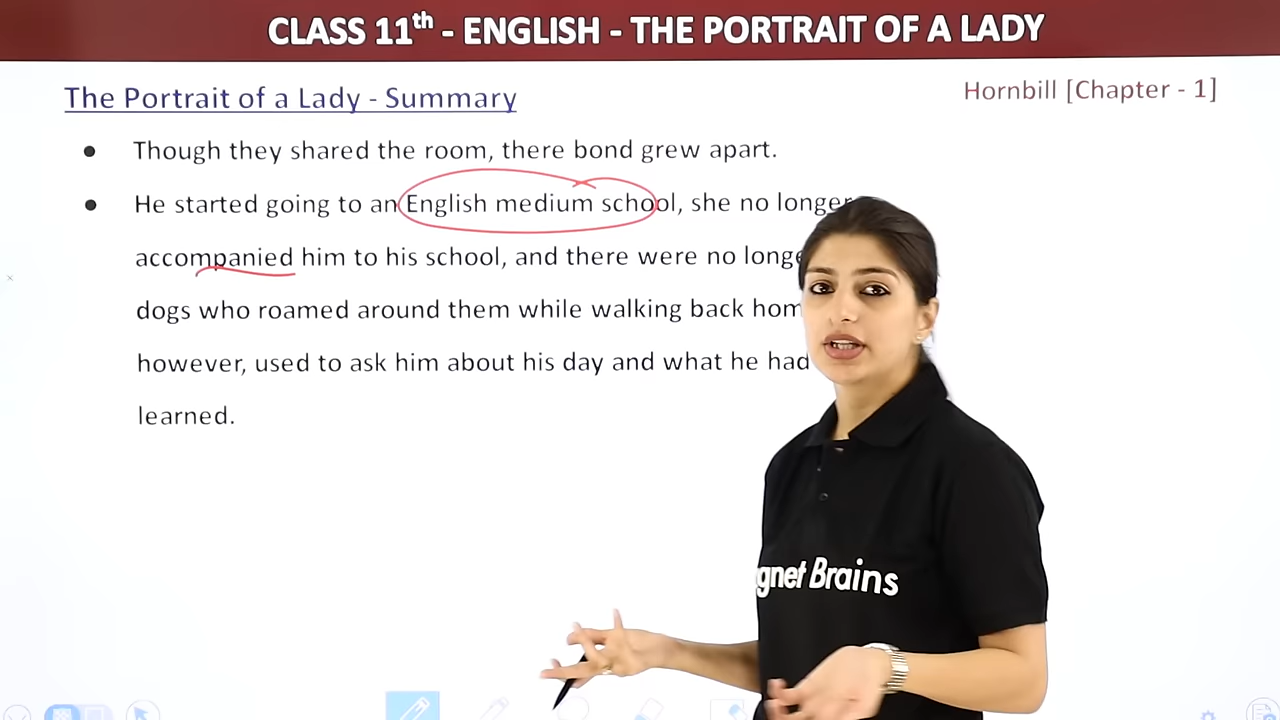 CLASS 11th - ENGLISH - THE PORTRAIT OF A LADY
The Portrait of a Lady - Summary
Hornbill [Chapter - 1]
● Though they shared the room, there bond grew apart.
● He started going to an English medium school, she no longer
accompanied him to his school, and there were no
dogs who roamed around them while walking back
however, used to ask him about his day and what he had
learned.
Brains